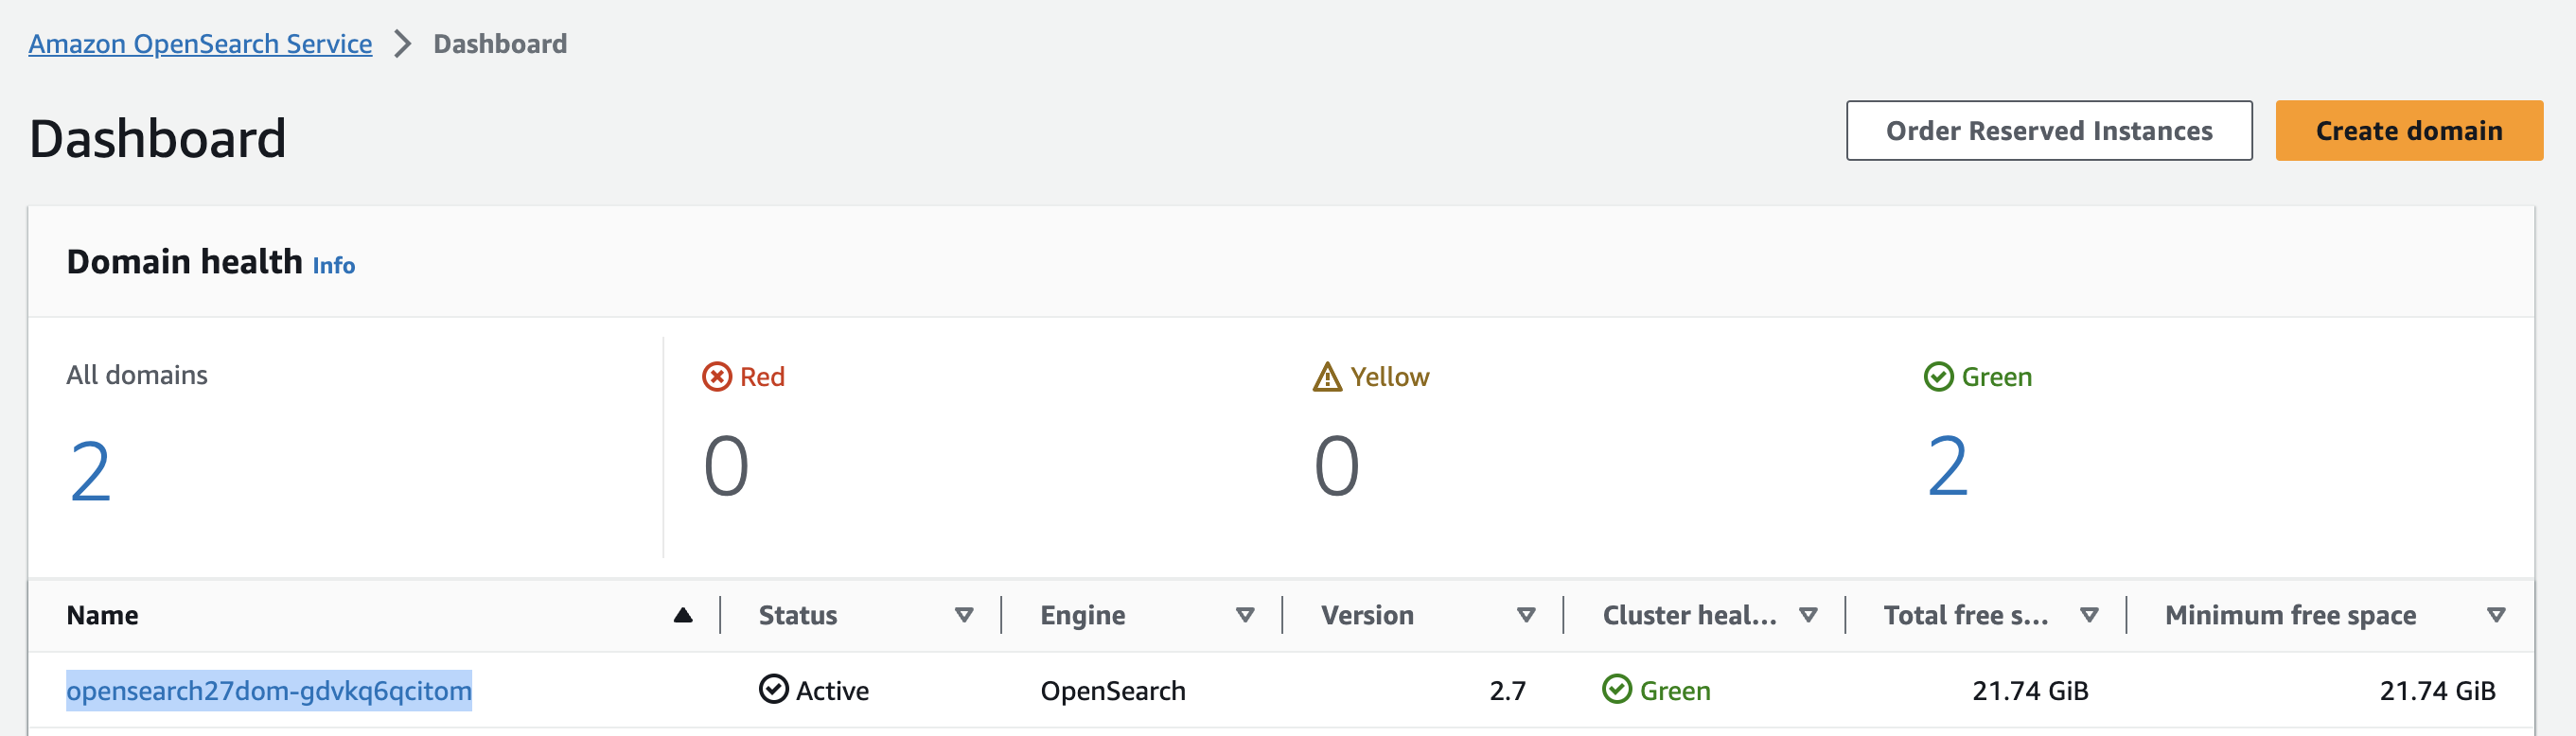 Amazon OpenSearch Service > Dashboard
Dashboard
Order Reserved Instances
Create domain
Domain health Info
All domains
Red
Yellow
Green
2
0
0
2
Name Status Engine Version Cluster heal... Total free s... Minimum free space
opensearch27dom-gdvkq6qcitom Active OpenSearch 2.7 Green 21.74 GiB 21.74 GiB